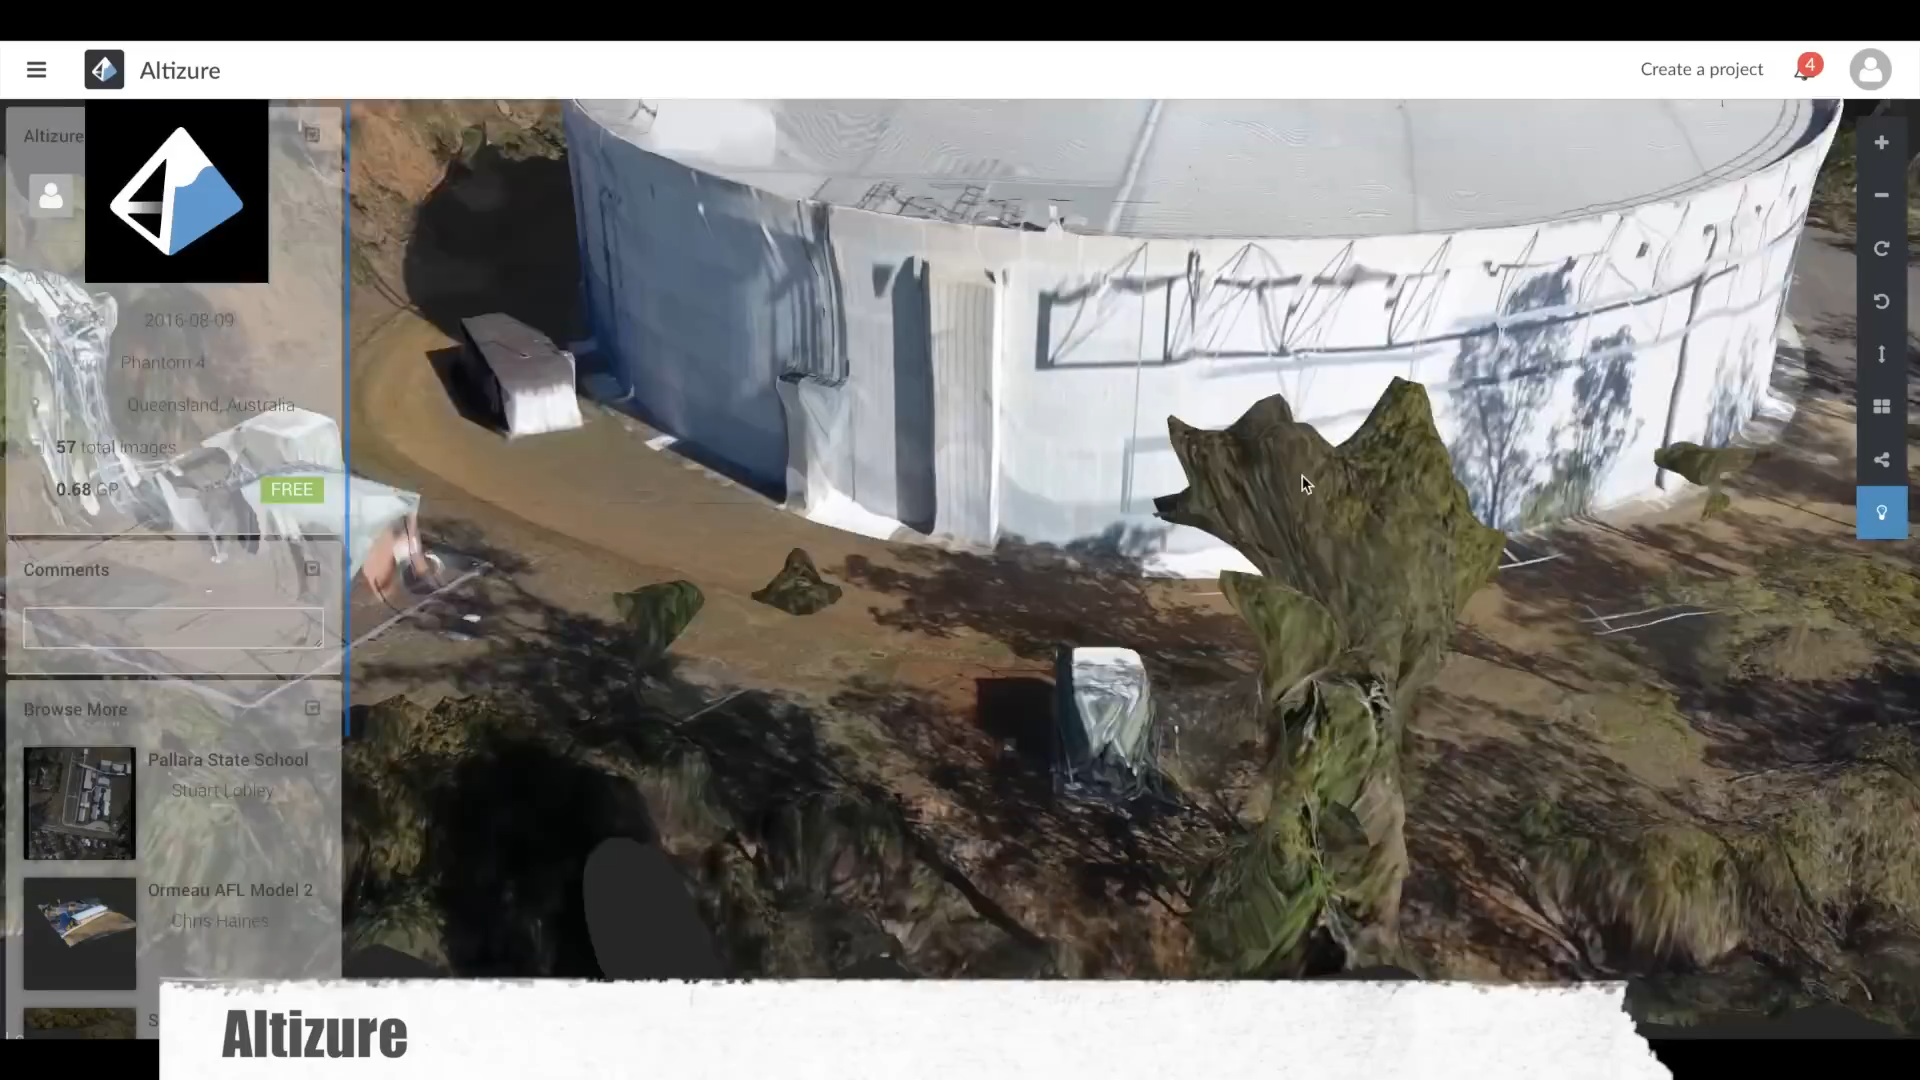 Altizure
Create a project
4
Altizure
2016-08-09
Phantom 4
Queensland, Australia
57 total images
0.68 GP
FREE
Comments
Browse More
Pallara State School
Stuart Lobley
Ormeau AFL Model 2
Chris Haines
S
Altizure